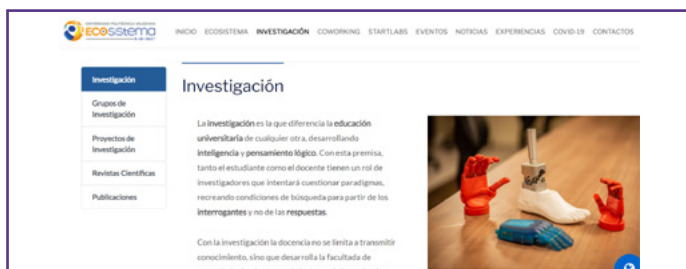 UNIVERSIDAD POLITÉCNICA SALESIANA
ECOSistema
INICIO ECOSISTEMA INVESTIGACIÓN COWORKING STARTLABS EVENTOS NOTICIAS EXPERIENCIAS COVID-19 CONTACTOS
Investigación
Grupos de
Investigación
Proyectos de
Investigación
Revistas Científicas
Publicaciones
Investigación
La investigación es la que diferencia la educación
universitaria de cualquier otra, desarrollando
inteligencia y pensamiento lógico. Con esta premisa,
tanto el estudiante como el docente tienen un rol de
investigadores que intentará cuestionar paradigmas,
recreando condiciones de búsqueda para partir de los
interrogantes y no de las respuestas.
Con la investigación la docencia no se limita a transmitir
conocimiento, sino que desarrolla la facultada de